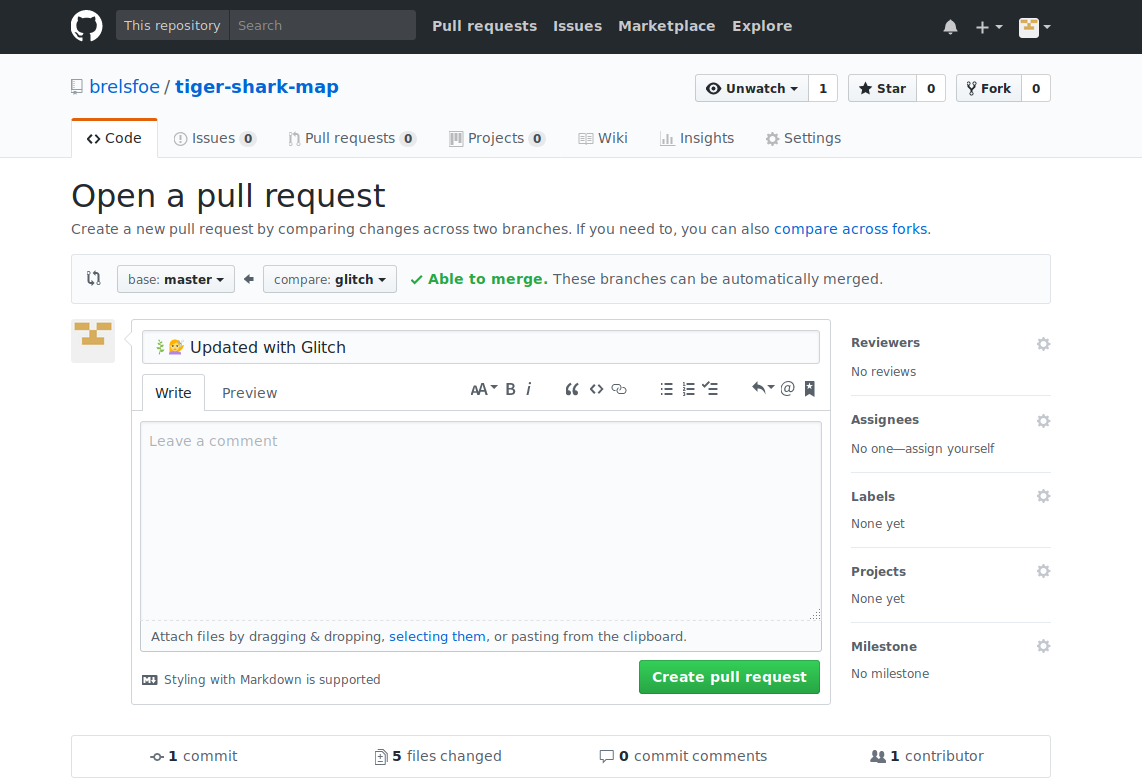 This repository Search Pull requests Issues Marketplace Explore
brelsfoe / tiger-shark-map Unwatch 1 Star 0 Fork 0
Code Issues 0 Pull requests 0 Projects 0 Wiki Insights Settings
Open a pull request
Create a new pull request by comparing changes across two branches. If you need to, you can also compare across forks.
base: master compare: glitch Able to merge. These branches can be automatically merged.
🌿💁 Updated with Glitch
Write Preview AA B i
Leave a comment
Attach files by dragging & dropping, selecting them, or pasting from the clipboard.
Styling with Markdown is supported Create pull request
Reviewers
No reviews
Assignees
No one—assign yourself
Labels
None yet
Projects
None yet
Milestone
No milestone
1 commit 5 files changed 0 commit comments 1 contributor